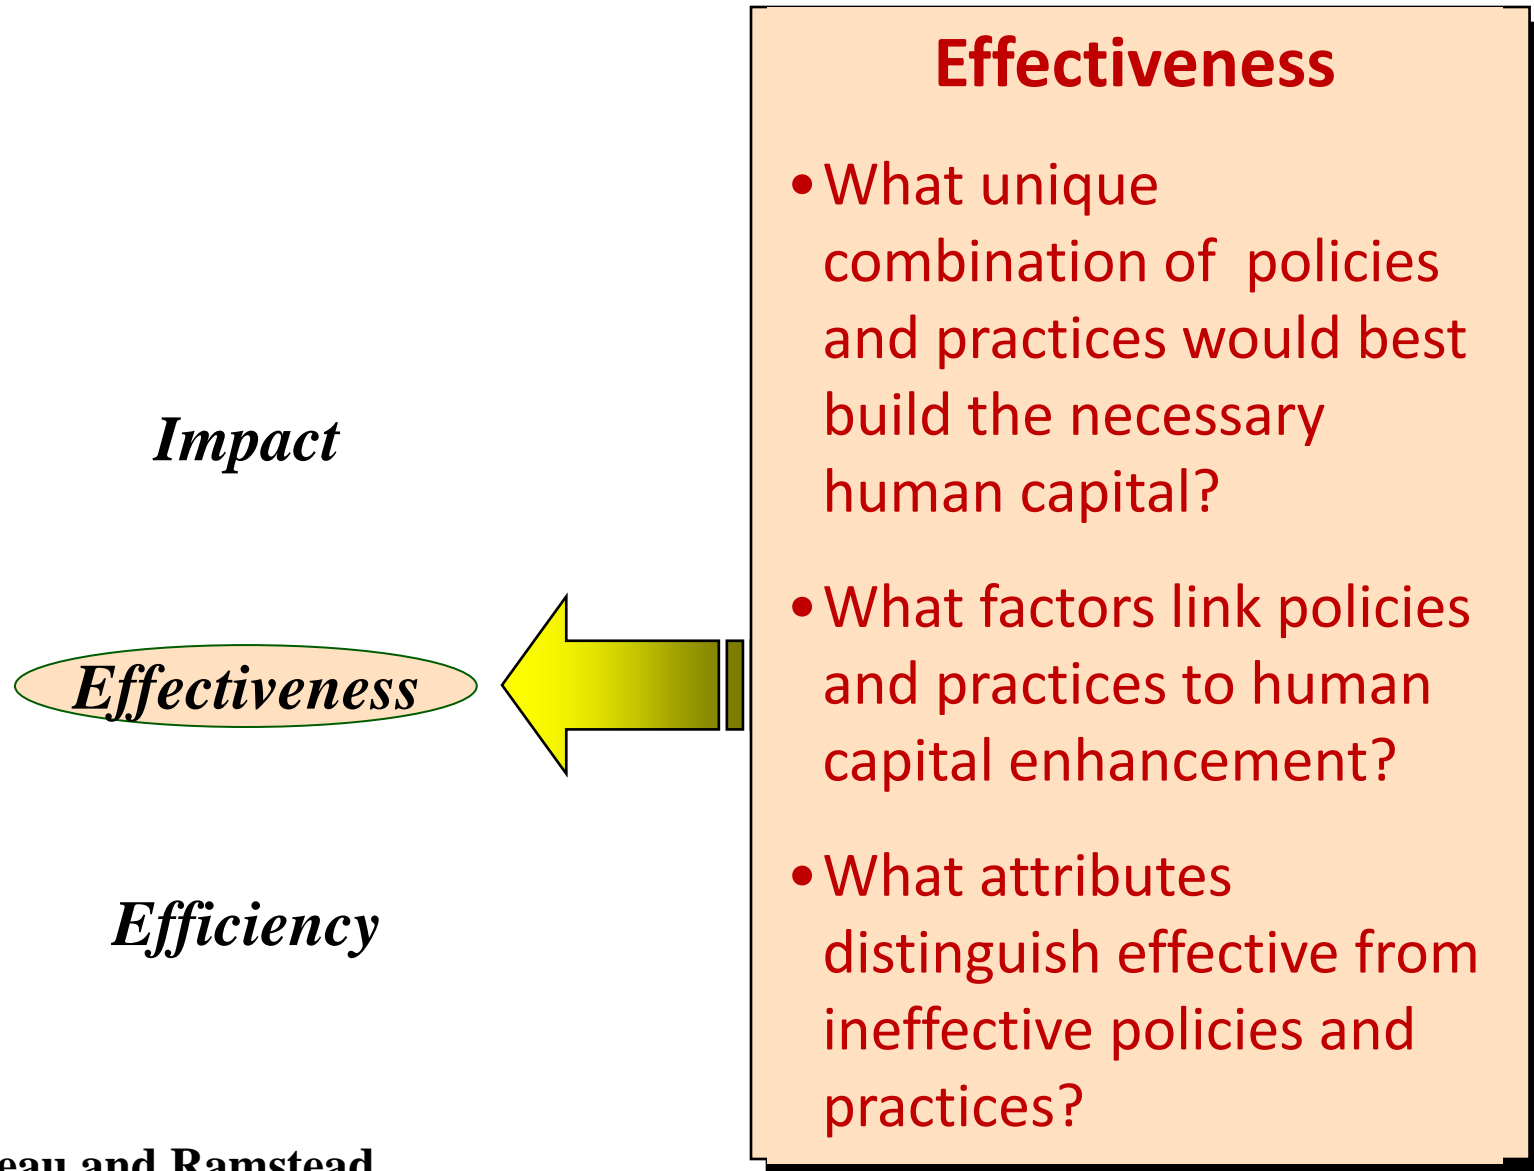 Impact
Effectiveness
Efficiency
eau and Ramstead
Effectiveness
•What unique
combination of policies
and practices would best
build the necessary
human capital?
•What factors link policies
and practices to human
capital enhancement?
•What attributes
distinguish effective from
ineffective policies and
practices?